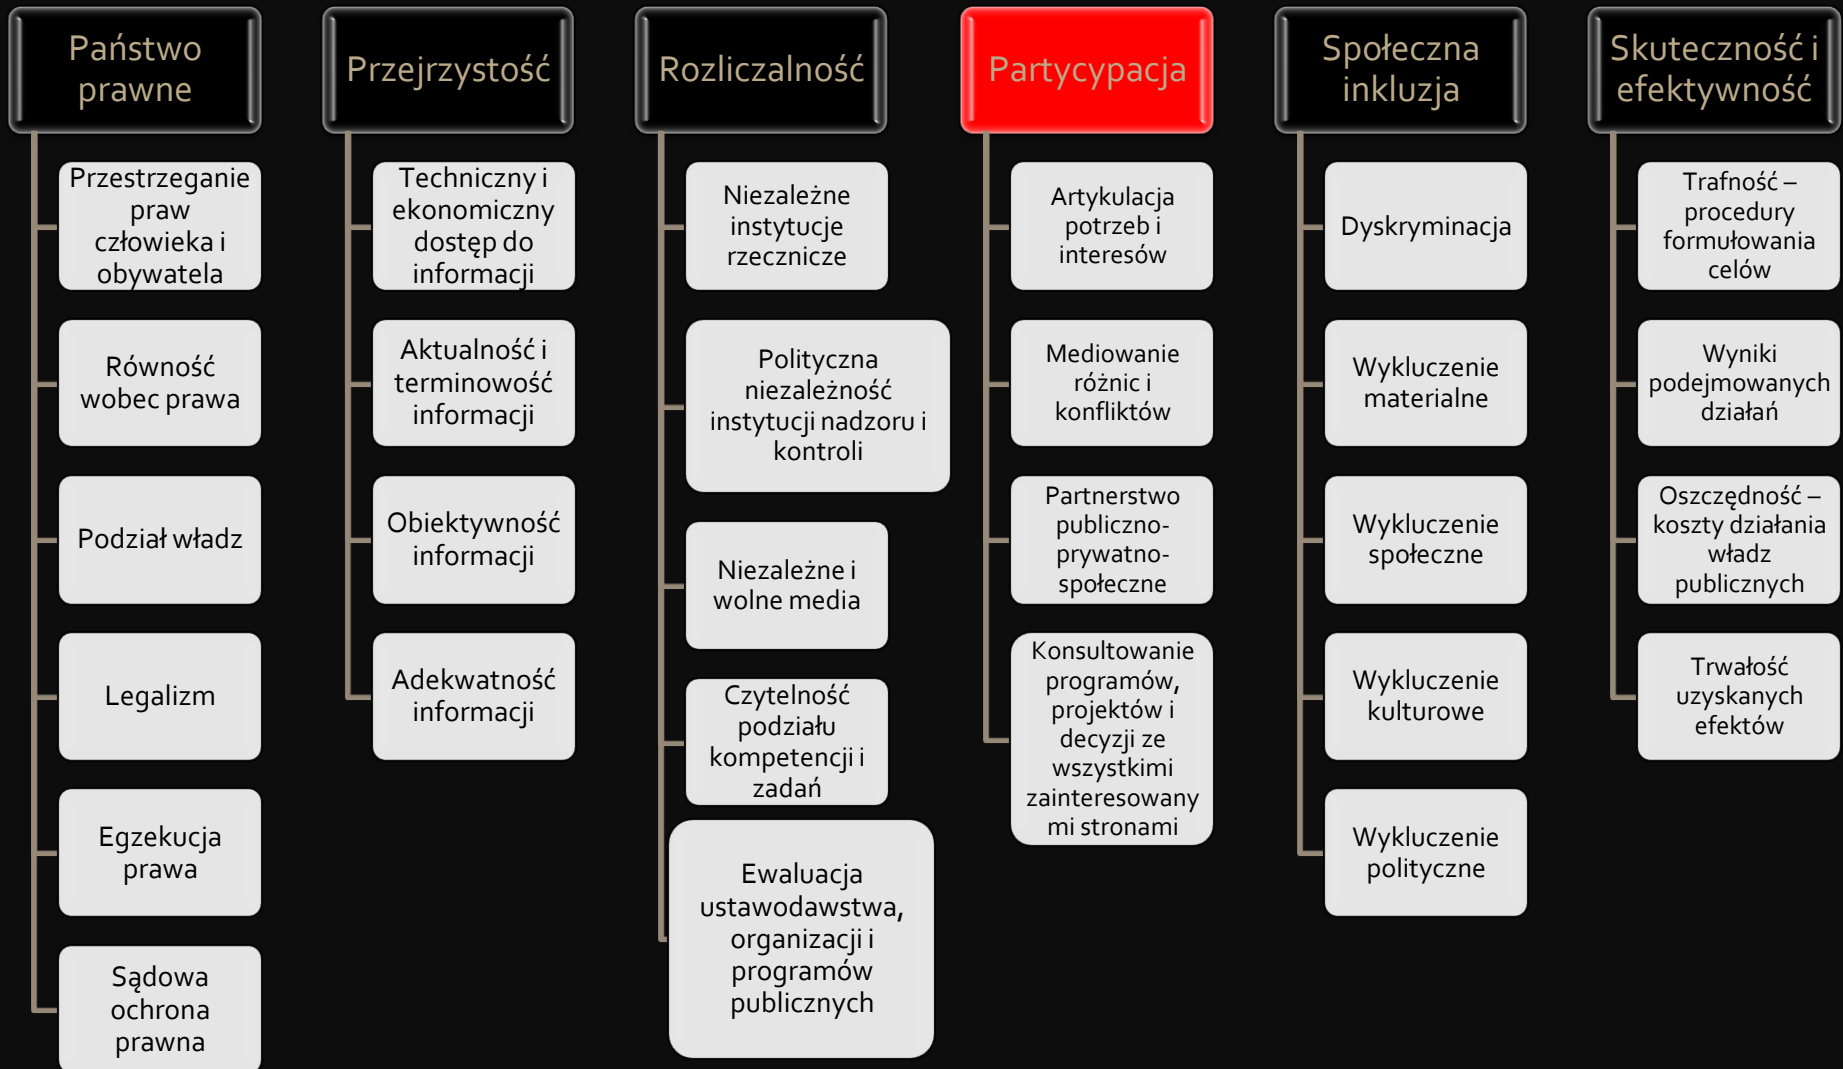 Państwo
prawne
Przestrzeganie
praw
człowieka i
obywatela
Równość
wobec prawa
Podział władz
Legalizm
Egzekucja
prawa
Sądowa
ochrona
prawna
Przejrzystość
Techniczny i
ekonomiczny
dostęp do
informacji
Aktualność i
terminowość
informacji
Obiektywność
informacji
Adekwatność
informacji
Rozliczalność
Niezależne
instytucje
rzecznicze
Polityczna
niezależność
instytucji nadzoru i
kontroli
Niezależne i
wolne media
Czytelność
podziału
kompetencji i
zadań
Ewaluacja
ustawodawstwa,
organizacji i
programów
publicznych
Partycypacja
Artykulacja
potrzeb i
interesów
Mediowanie
różnic i
konfliktów
Partnerstwo
publiczno-
prywatno-
społeczne
Konsultowanie
programów,
projektów i
decyzji ze
wszystkimi
zainteresowany
mi stronami
Społeczna
inkluzja
Dyskryminacja
Wykluczenie
materialne
Wykluczenie
społeczne
Wykluczenie
kulturowe
Wykluczenie
polityczne
Skuteczność i
efektywność
Trafność –
procedury
formułowania
celów
Wyniki
podejmowanych
działań
Oszczędność –
koszty działania
władz
publicznych
Trwałość
uzyskanych
efektów